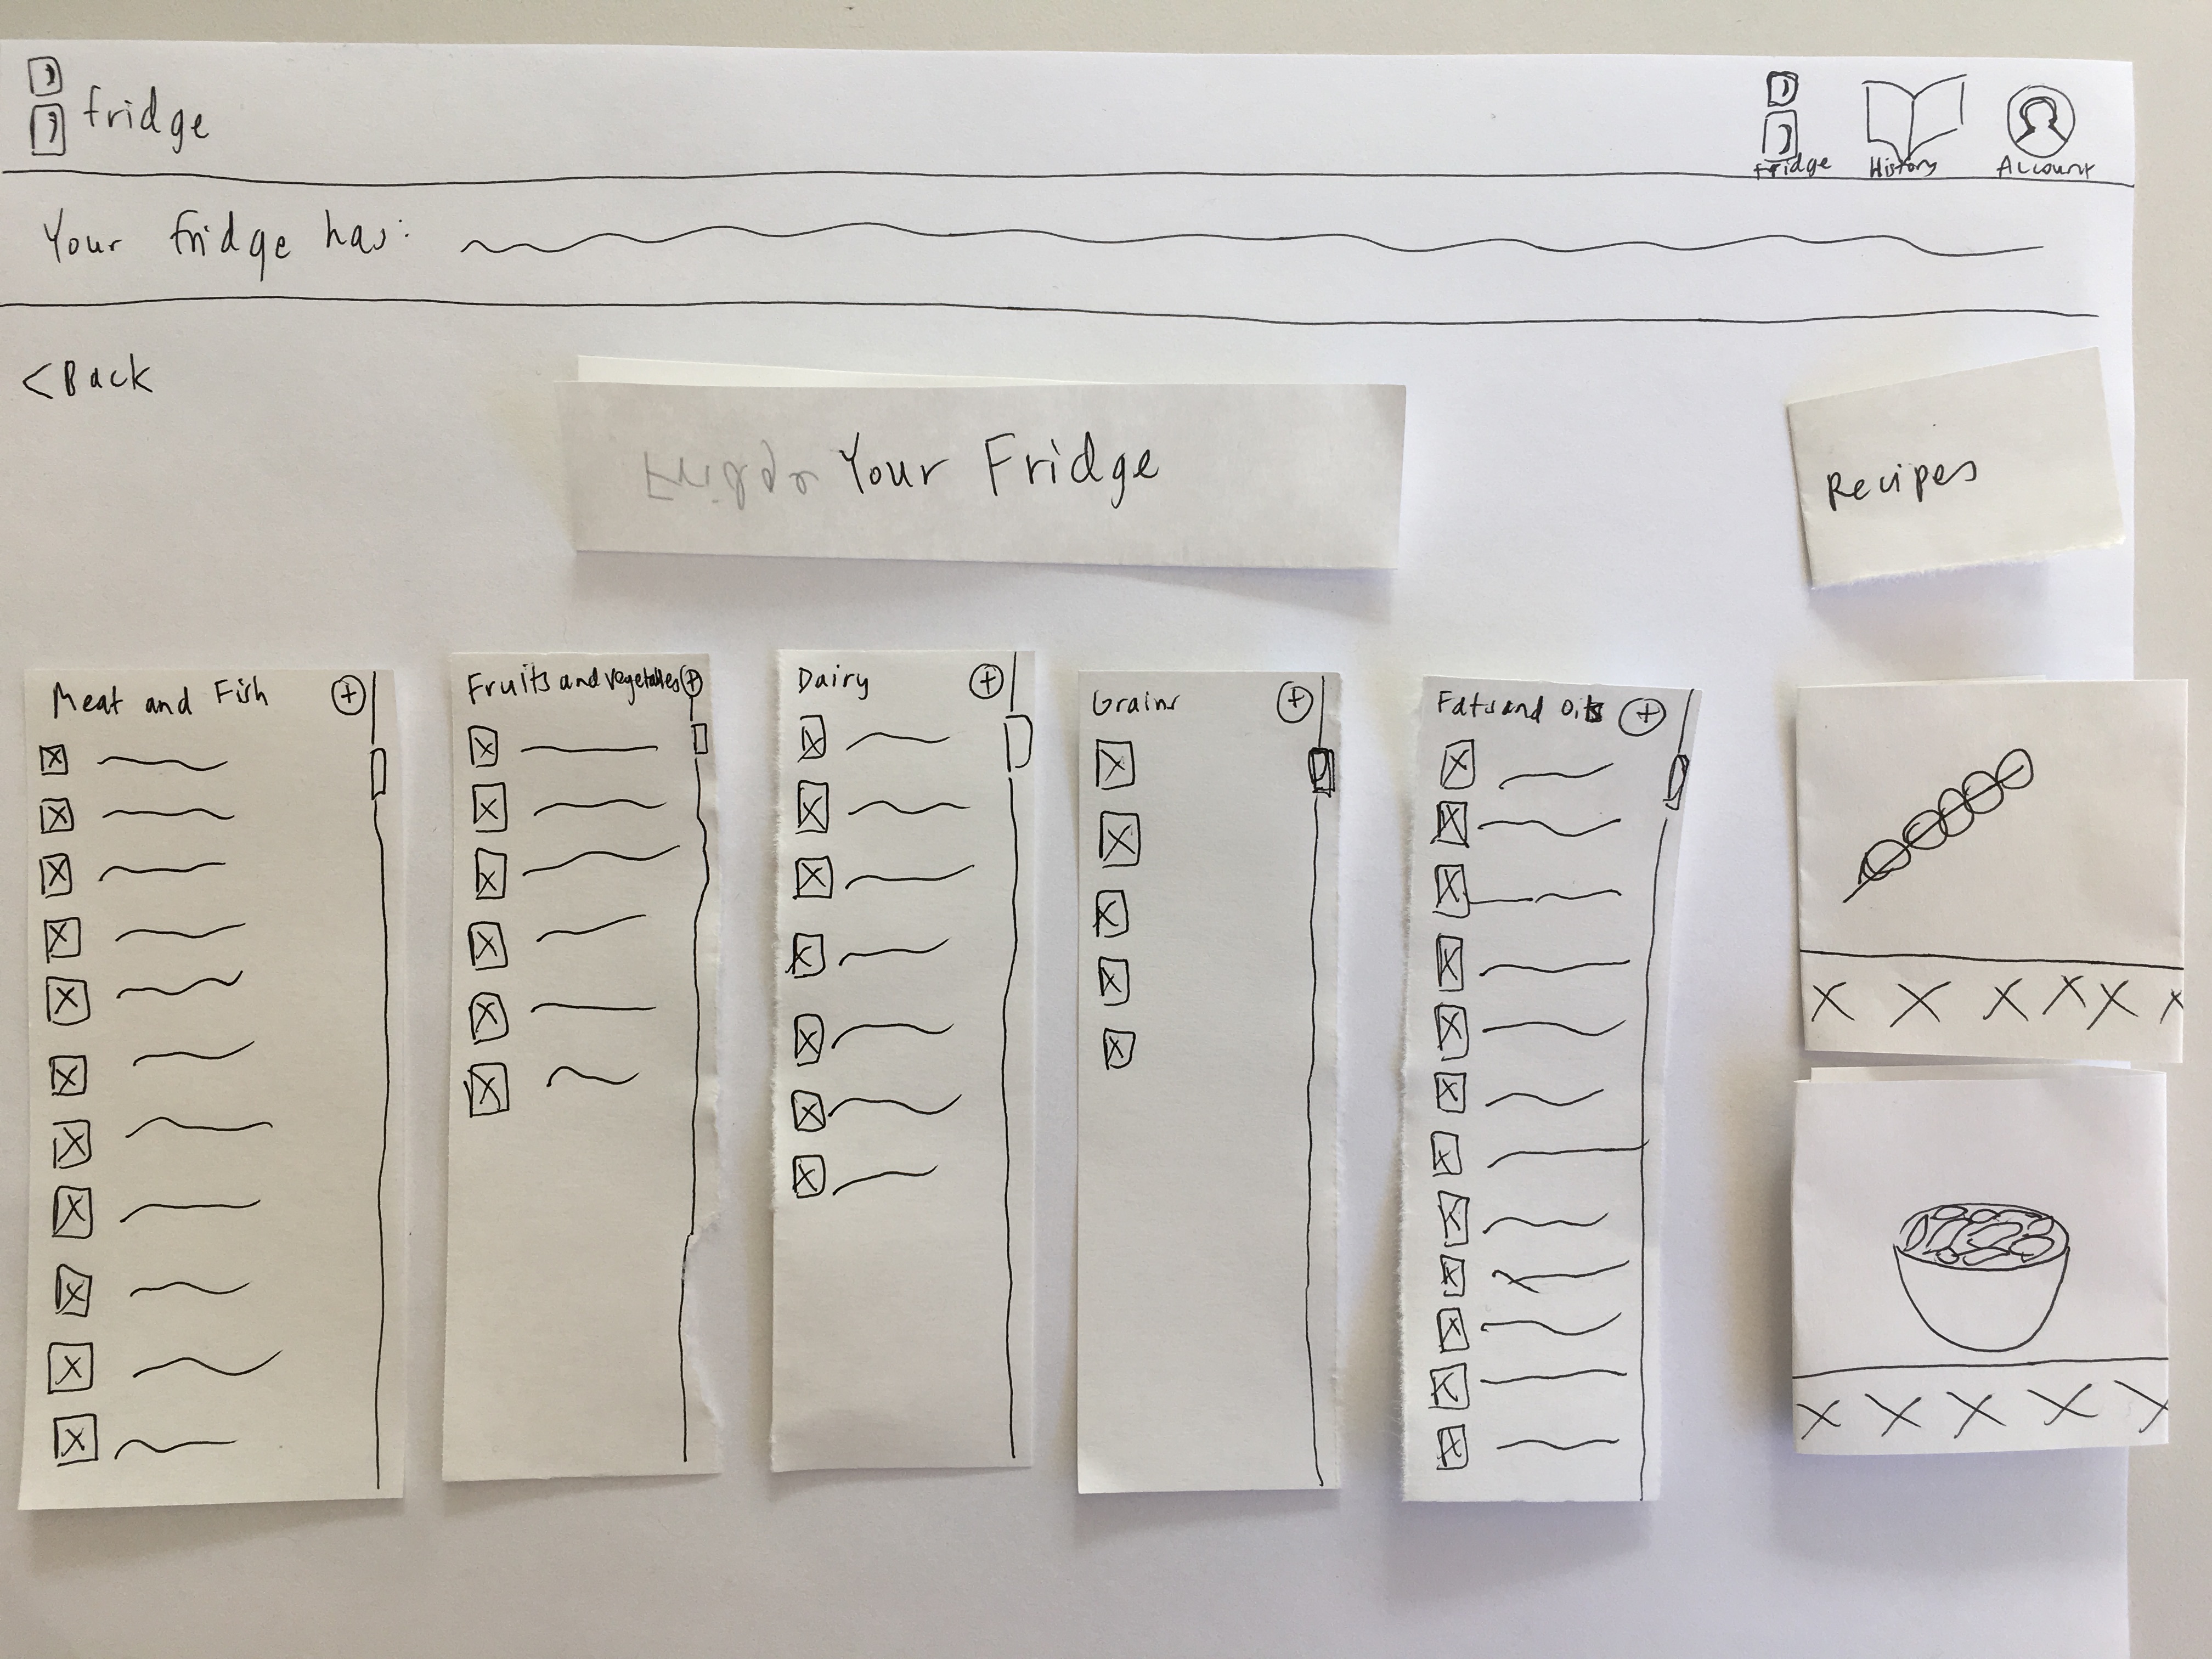 fridge
Fridge
History
Account
Your fridge has:
<Back
Your Fridge
Recipes
Meat and Fish
Fruits and vegetables
Dairy
Grains
Fats and Oils